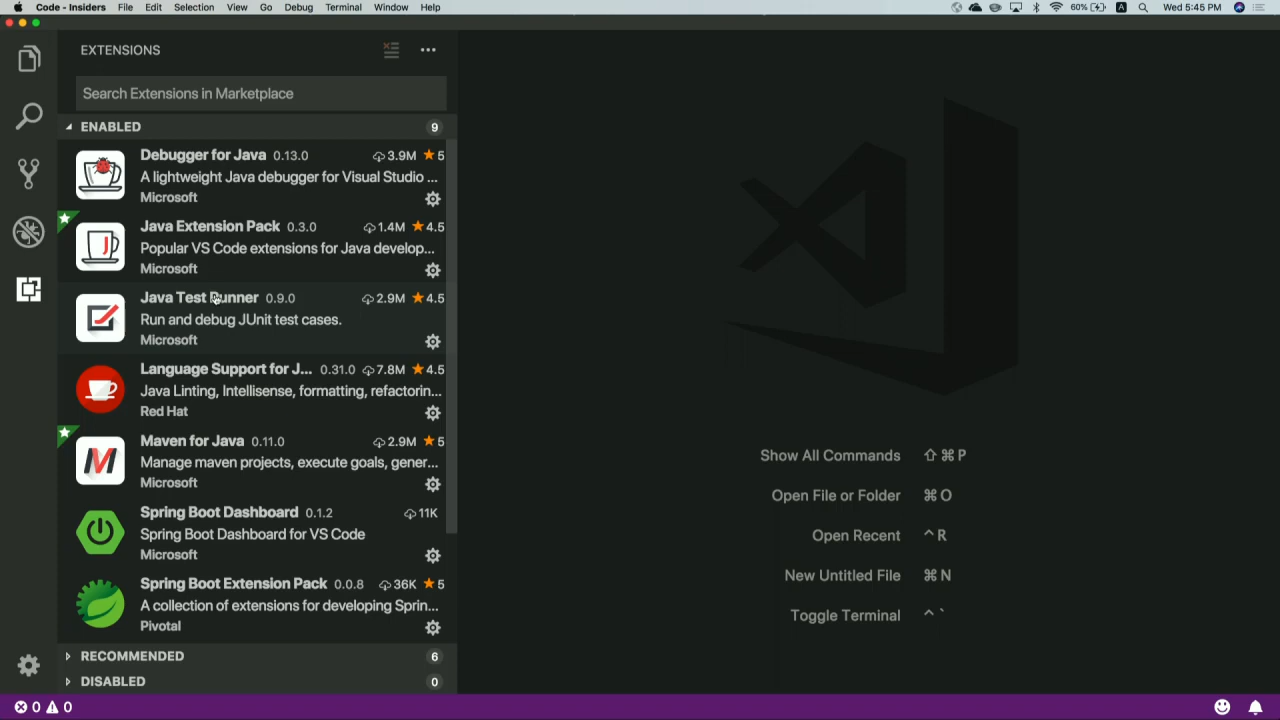 Code - Insiders File Edit Selection View Go Debug Terminal Window Help 60% A Wed 5:45 PM
EXTENSIONS
Search Extensions in Marketplace
ENABLED 9
Debugger for Java 0.13.0 3.9M 5
A lightweight Java debugger for Visual Studio ...
Microsoft
Java Extension Pack 0.3.0 1.4M 4.5
Popular VS Code extensions for Java develop...
Microsoft
Java Test Runner 0.9.0 2.9M 4.5
Run and debug JUnit test cases.
Microsoft
Language Support for J... 0.31.0 7.8M 4.5
Java Linting, Intellisense, formatting, refactorin...
Red Hat
Maven for Java 0.11.0 2.9M 5
Manage maven projects, execute goals, gener...
Microsoft
Spring Boot Dashboard 0.1.2 11K
Spring Boot Dashboard for VS Code
Microsoft
Spring Boot Extension Pack 0.0.8 36K 5
A collection of extensions for developing Sprin...
Pivotal
RECOMMENDED 6
DISABLED 0
Show All Commands ⇧⌘P
Open File or Folder ⌘O
Open Recent ^R
New Untitled File ⌘N
Toggle Terminal ^`
0 0